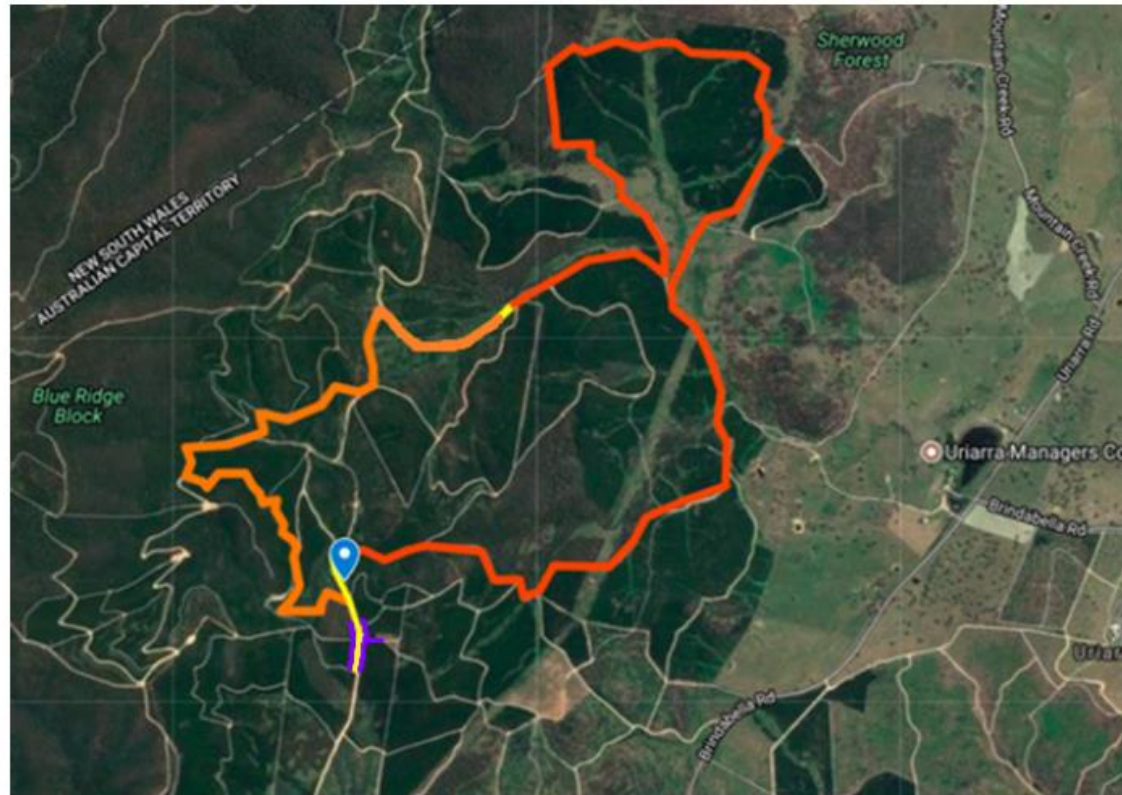 Sherwood
Forest
Mountain Creek Rd
NEW SOUTH WALES
AUSTRALIAN CAPITAL TERRITORY
Mountain Creek Rd
Uriarra Rd
Blue Ridge
Block
Uriarra Managers Co
Brindabella Rd
Uriar
Brindabella Rd